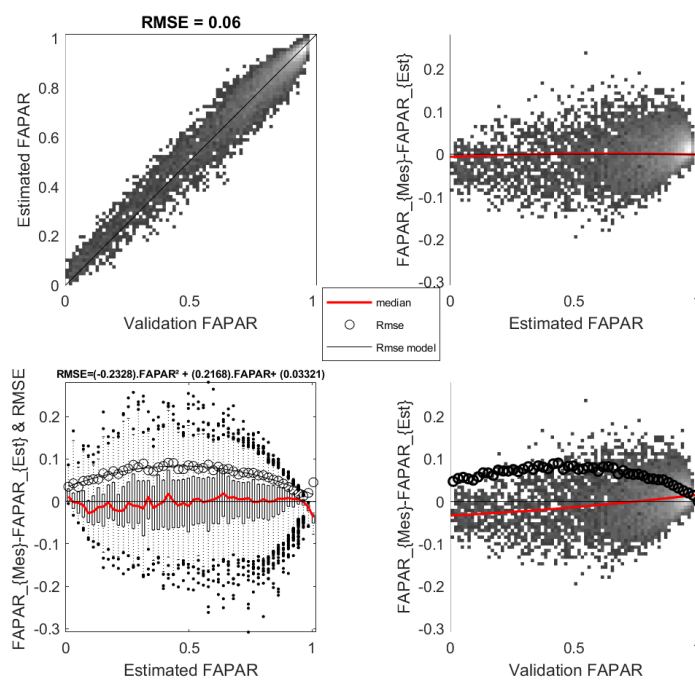 RMSE = 0.06
1
0.8
0.6
0.4
0.2
0
0
0.5
1
Estimated FAPAR
Validation FAPAR
0.2
0.1
0
-0.1
-0.2
-0.3
0
0.5
1
FAPAR_{Mes}-FAPAR_{Est}
Estimated FAPAR
median
Rmse
Rmse model
RMSE=(-0.2328).FAPAR² + (0.2168).FAPAR+ (0.03321)
0.2
0.1
0
-0.1
-0.2
-0.3
0
0.5
1
FAPAR_{Mes}-FAPAR_{Est} & RMSE
Estimated FAPAR
0.2
0.1
0
-0.1
-0.2
-0.3
0
0.5
1
FAPAR_{Mes}-FAPAR_{Est}
Validation FAPAR